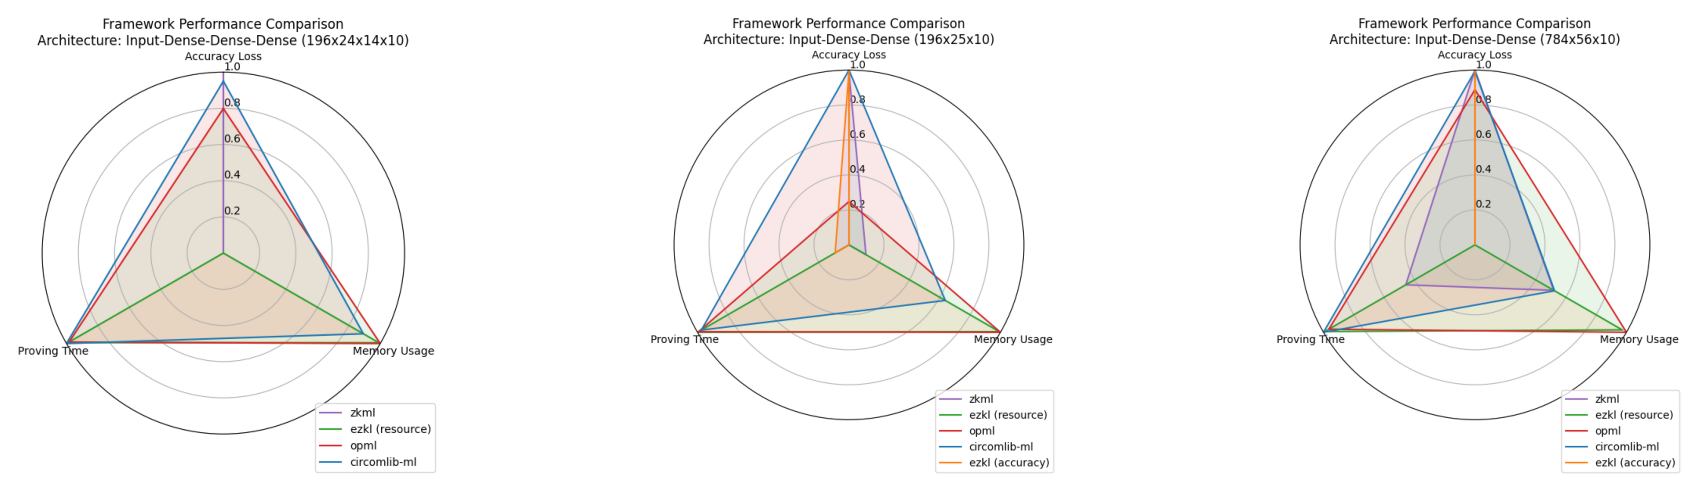 Framework Performance Comparison
Architecture: Input-Dense-Dense-Dense (196x24x14x10)
Accuracy Loss
1.0
0.8
0.6
0.4
0.2
Proving Time
Memory Usage
zkml
ezkl (resource)
opml
circomlib-ml
Framework Performance Comparison
Architecture: Input-Dense-Dense (196x25x10)
Accuracy Loss
1.0
0.8
0.6
0.4
0.2
Proving Time
Memory Usage
zkml
ezkl (resource)
opml
circomlib-ml
ezkl (accuracy)
Framework Performance Comparison
Architecture: Input-Dense-Dense (784x56x10)
Accuracy Loss
1.0
0.8
0.6
0.4
0.2
Proving Time
Memory Usage
zkml
ezkl (resource)
opml
circomlib-ml
ezkl (accuracy)